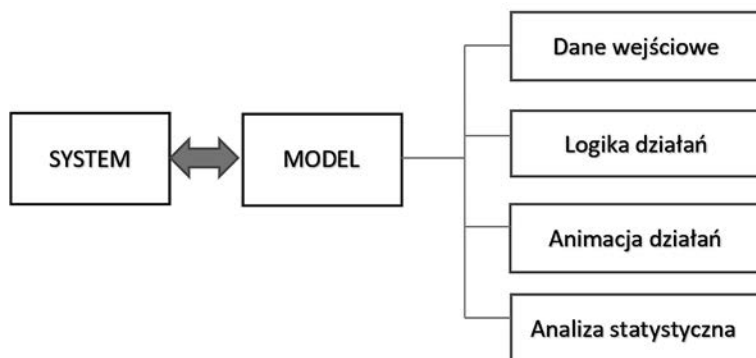 SYSTEM
MODEL
Dane wejściowe
Logika działań
Animacja działań
Analiza statystyczna